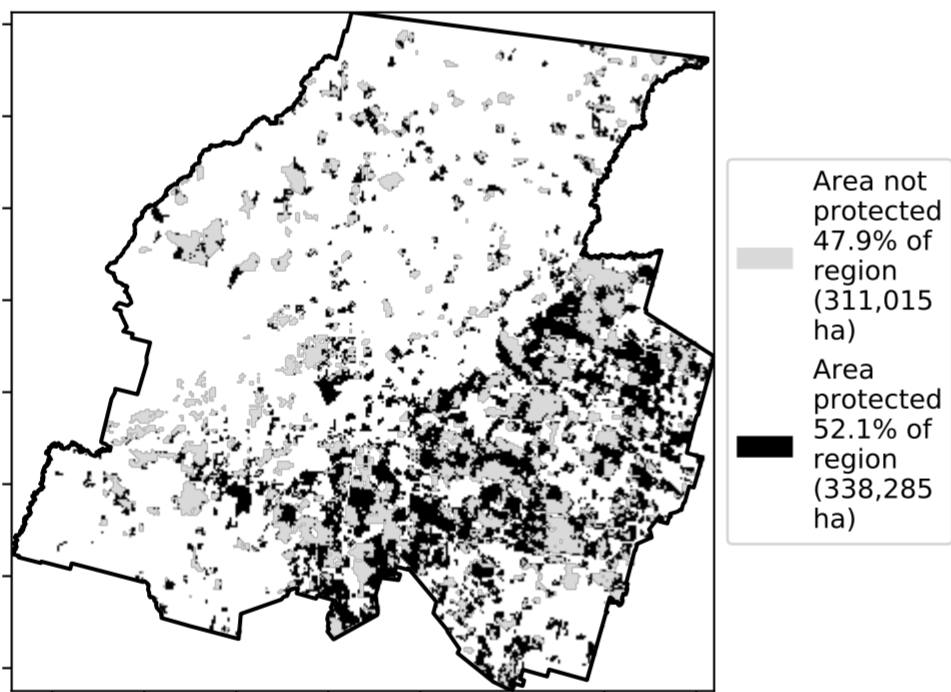 Area not
protected
47.9% of
region
(311,015
ha)
Area
protected
52.1% of
region
(338,285
ha)